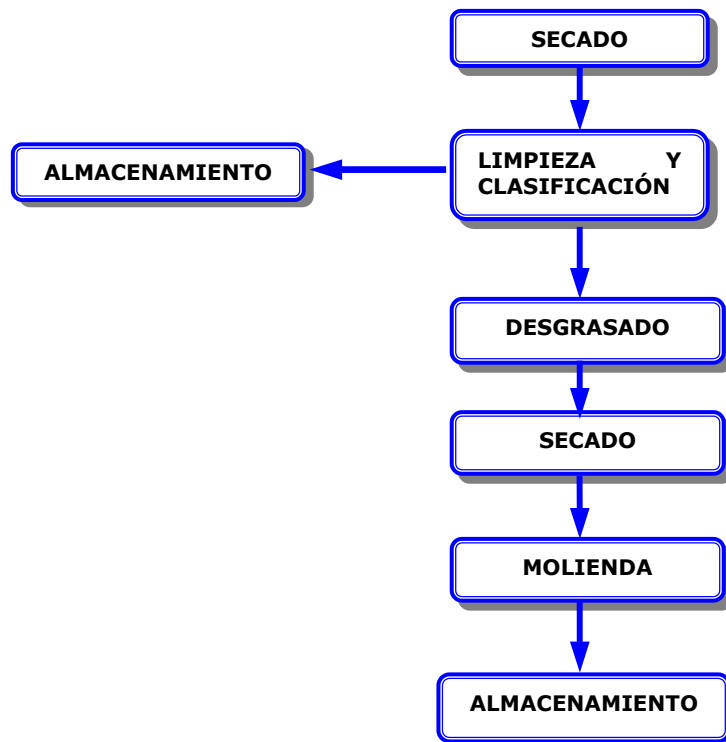 SECADO
ALMACENAMIENTO
LIMPIEZA Y
CLASIFICACIÓN
DESGRASADO
SECADO
MOLIENDA
ALMACENAMIENTO